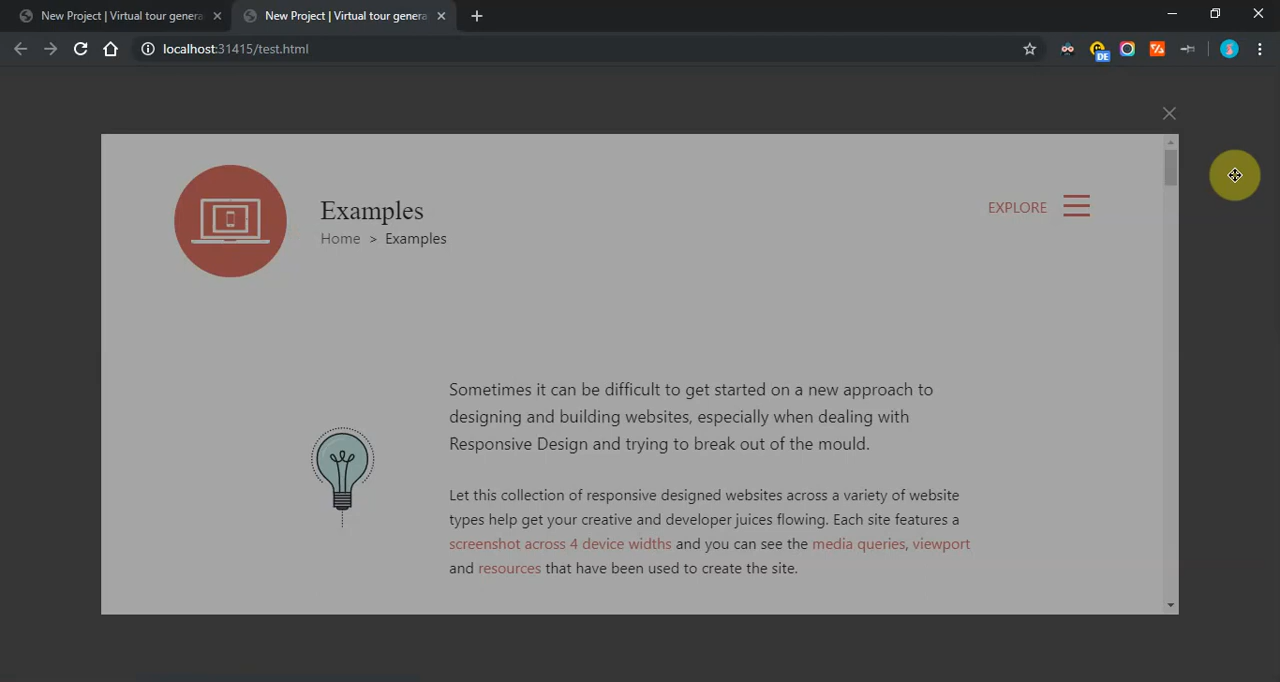 New Project | Virtual tour genera
New Project | Virtual tour genera
localhost:31415/test.html
DE
Examples
Home > Examples
EXPLORE
Sometimes it can be difficult to get started on a new approach to
designing and building websites, especially when dealing with
Responsive Design and trying to break out of the mould.
Let this collection of responsive designed websites across a variety of website
types help get your creative and developer juices flowing. Each site features a
screenshot across 4 device widths and you can see the media queries, viewport
and resources that have been used to create the site.